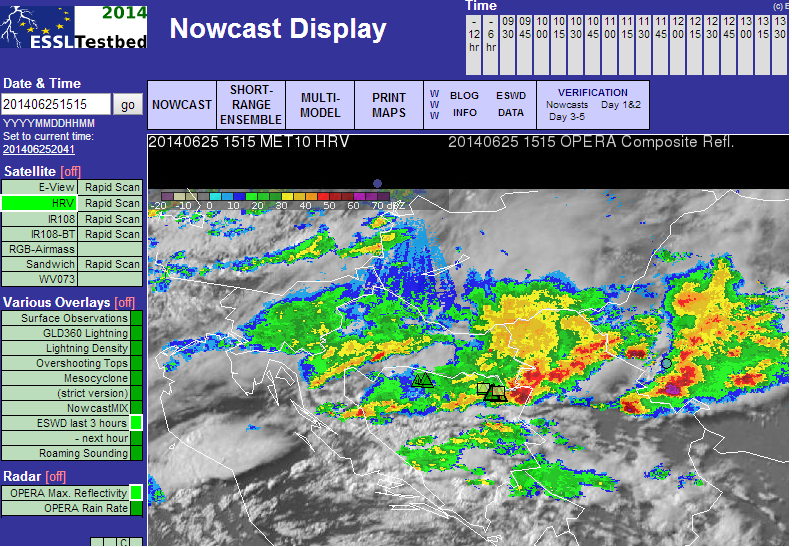 2014
ESSLTestbed
Nowcast Display
Time
(c) E
- 12 hr
- 6 hr
09 30
09 45
10 00
10 15
10 30
10 45
11 00
11 15
11 30
11 45
12 00
12 15
12 30
12 45
13 00
13 15
13 30
Date & Time
201406251515
go
YYYYMMDDHHMM
Set to current time:
201406252041
NOWCAST
SHORT-
RANGE
ENSEMBLE
MULTI-
MODEL
PRINT
MAPS
W
W
W
BLOG
INFO
ESWD
DATA
VERIFICATION
Nowcasts Day 1&2
Day 3-5
20140625 1515 MET10 HRV
20140625 1515 OPERA Composite Refl.
-20 -10 0 10 20 30 40 50 60 70 dBZ
Satellite [off]
E-View Rapid Scan
HRV Rapid Scan
IR108 Rapid Scan
IR108-BT Rapid Scan
RGB-Airmass
Sandwich Rapid Scan
WV073
Various Overlays [off]
Surface Observations
GLD360 Lightning
Lightning Density
Overshooting Tops
Mesocyclone
(strict version)
NowcastMIX
ESWD last 3 hours
- next hour
Roaming Sounding
Radar [off]
OPERA Max. Reflectivity
OPERA Rain Rate
C